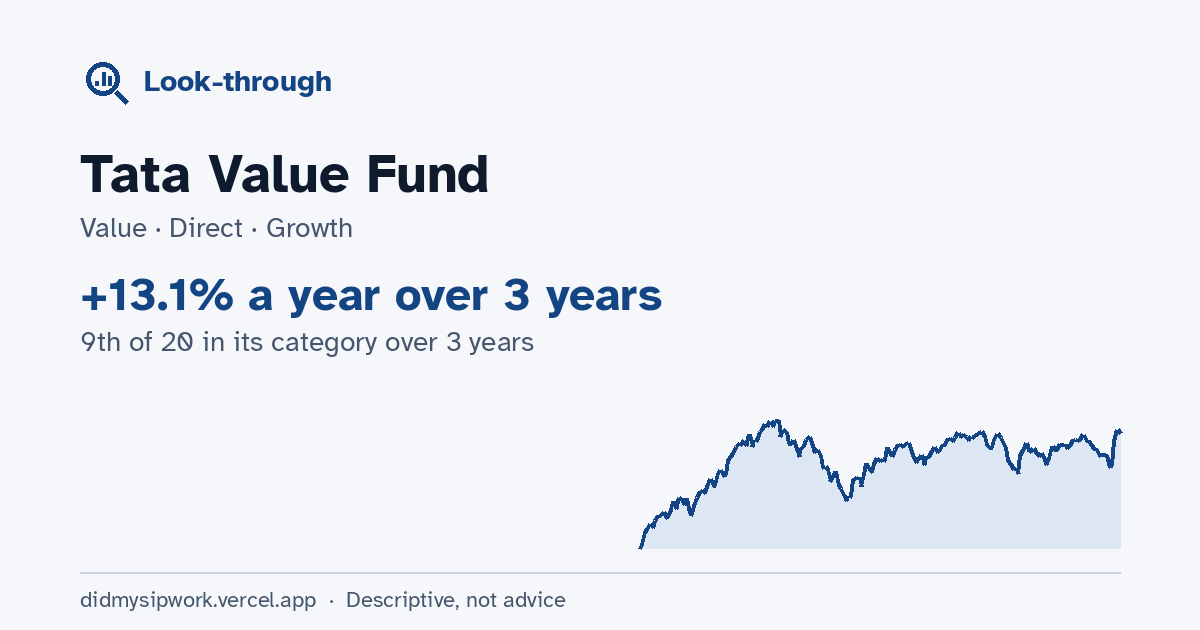 Look-through
Tata Value Fund
Value · Direct · Growth
+13.1% a year over 3 years
9th of 20 in its category over 3 years
didmysipwork.vercel.app · Descriptive, not advice